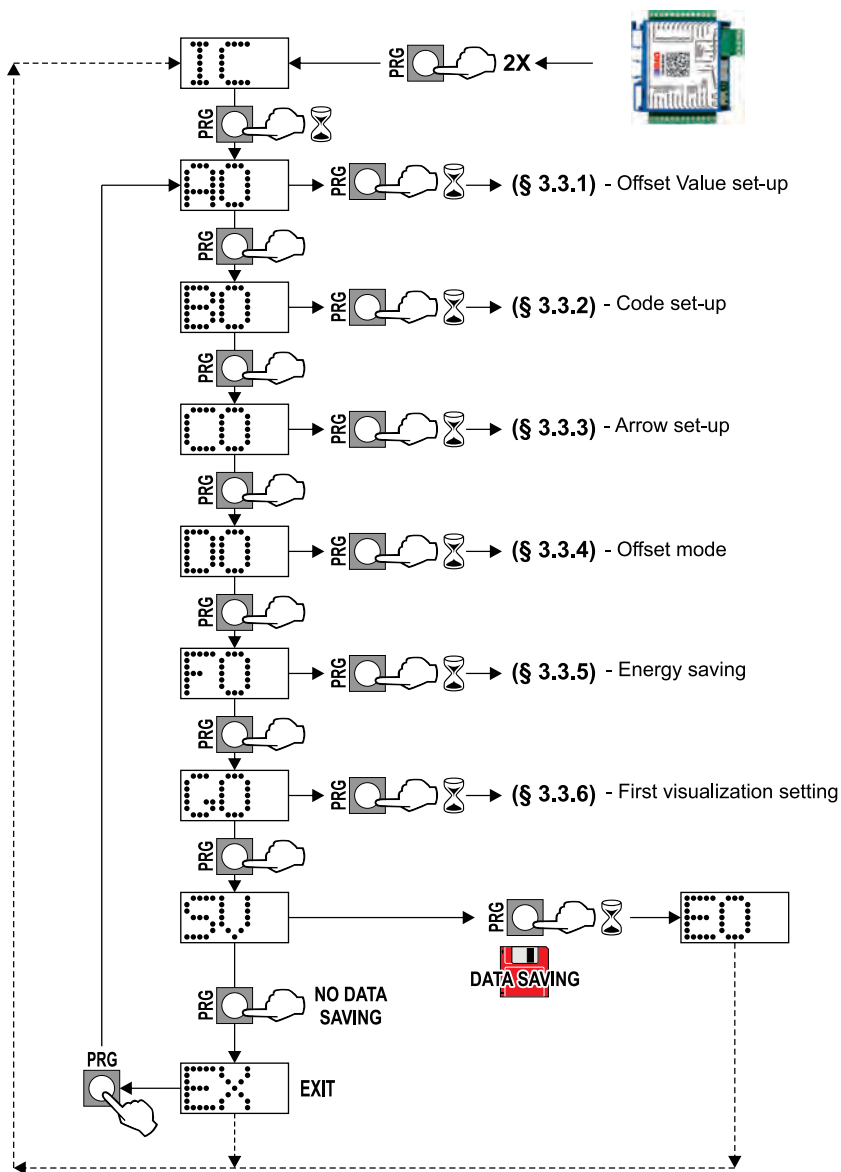 IC
PRG
2X
PRG
A0
PRG
(§ 3.3.1) - Offset Value set-up
PRG
B0
PRG
(§ 3.3.2) - Code set-up
PRG
C0
PRG
(§ 3.3.3) - Arrow set-up
PRG
D0
PRG
(§ 3.3.4) - Offset mode
PRG
F0
PRG
(§ 3.3.5) - Energy saving
PRG
G0
PRG
(§ 3.3.6) - First visualization setting
PRG
SV
PRG
E0
DATA SAVING
PRG
NO DATA
SAVING
PRG
EX
EXIT